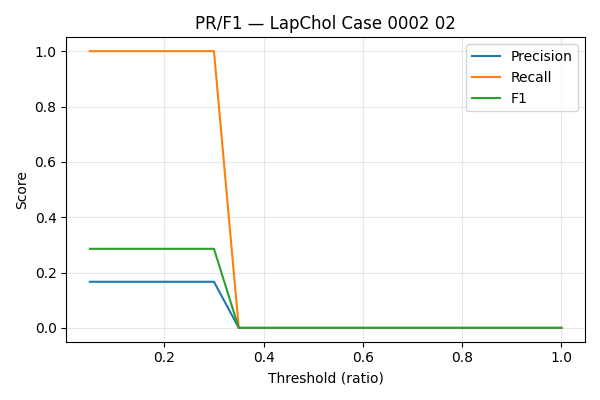 PR/F1 — LapChol Case 0002 02
Precision
Recall
F1
1.0
0.8
0.6
0.4
0.2
0.0
Score
0.2 0.4 0.6 0.8 1.0
Threshold (ratio)